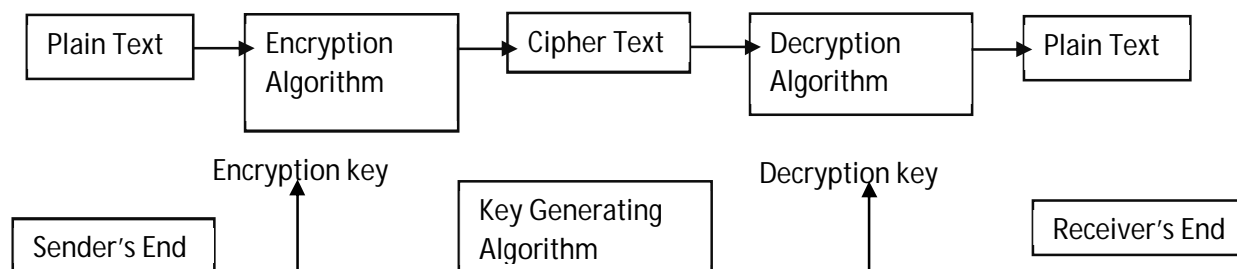 Plain Text
Encryption
Algorithm
Cipher Text
Decryption
Algorithm
Plain Text
Encryption key
Decryption key
Sender's End
Key Generating
Algorithm
Receiver's End